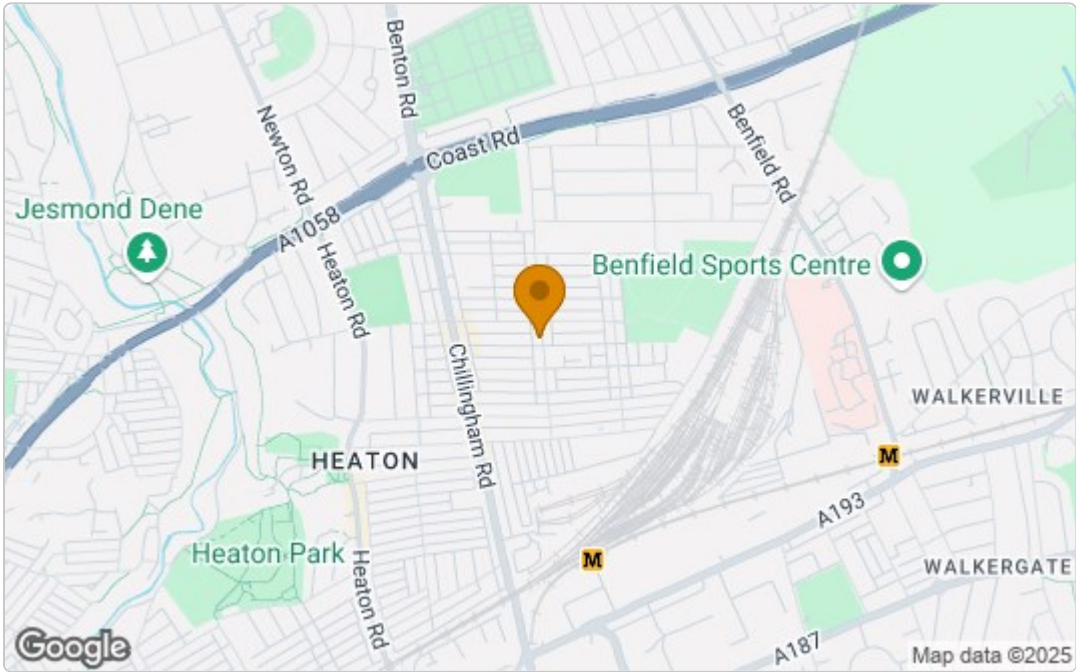 Benton Rd
Newton Rd
Coast Rd
Benfield Rd
Jesmond Dene
A1058
Heaton Rd
Benfield Sports Centre
Chillingham Rd
WALKERVILLE
HEATON
M
A193
Heaton Park
Heaton Rd
M
WALKERGATE
A187
Google
Map data ©2025